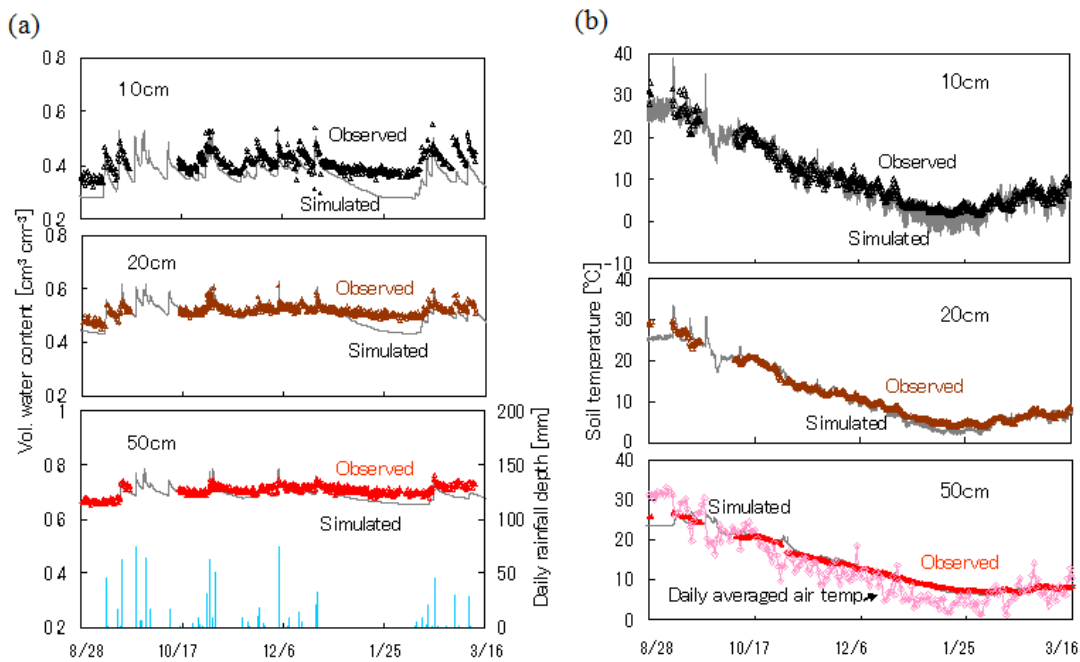 (a)
Vol. water content [cm³ cm⁻³]
0.8
0.6
0.4
0.2
10cm
Observed
Simulated
0.8
0.6
0.4
0.2
20cm
Observed
Simulated
1
0.8
0.6
0.4
0.2
50cm
Observed
Simulated
200
150
100
50
0
Daily rainfall depth [mm]
8/28
10/17
12/6
1/25
3/16
(b)
Soil temperature [°C]
40
30
20
10
0
-10
10cm
Observed
Simulated
40
30
20
10
0
20cm
Observed
Simulated
40
30
20
10
0
50cm
Simulated
Observed
Daily averaged air temp.
8/28
10/17
12/6
1/25
3/16